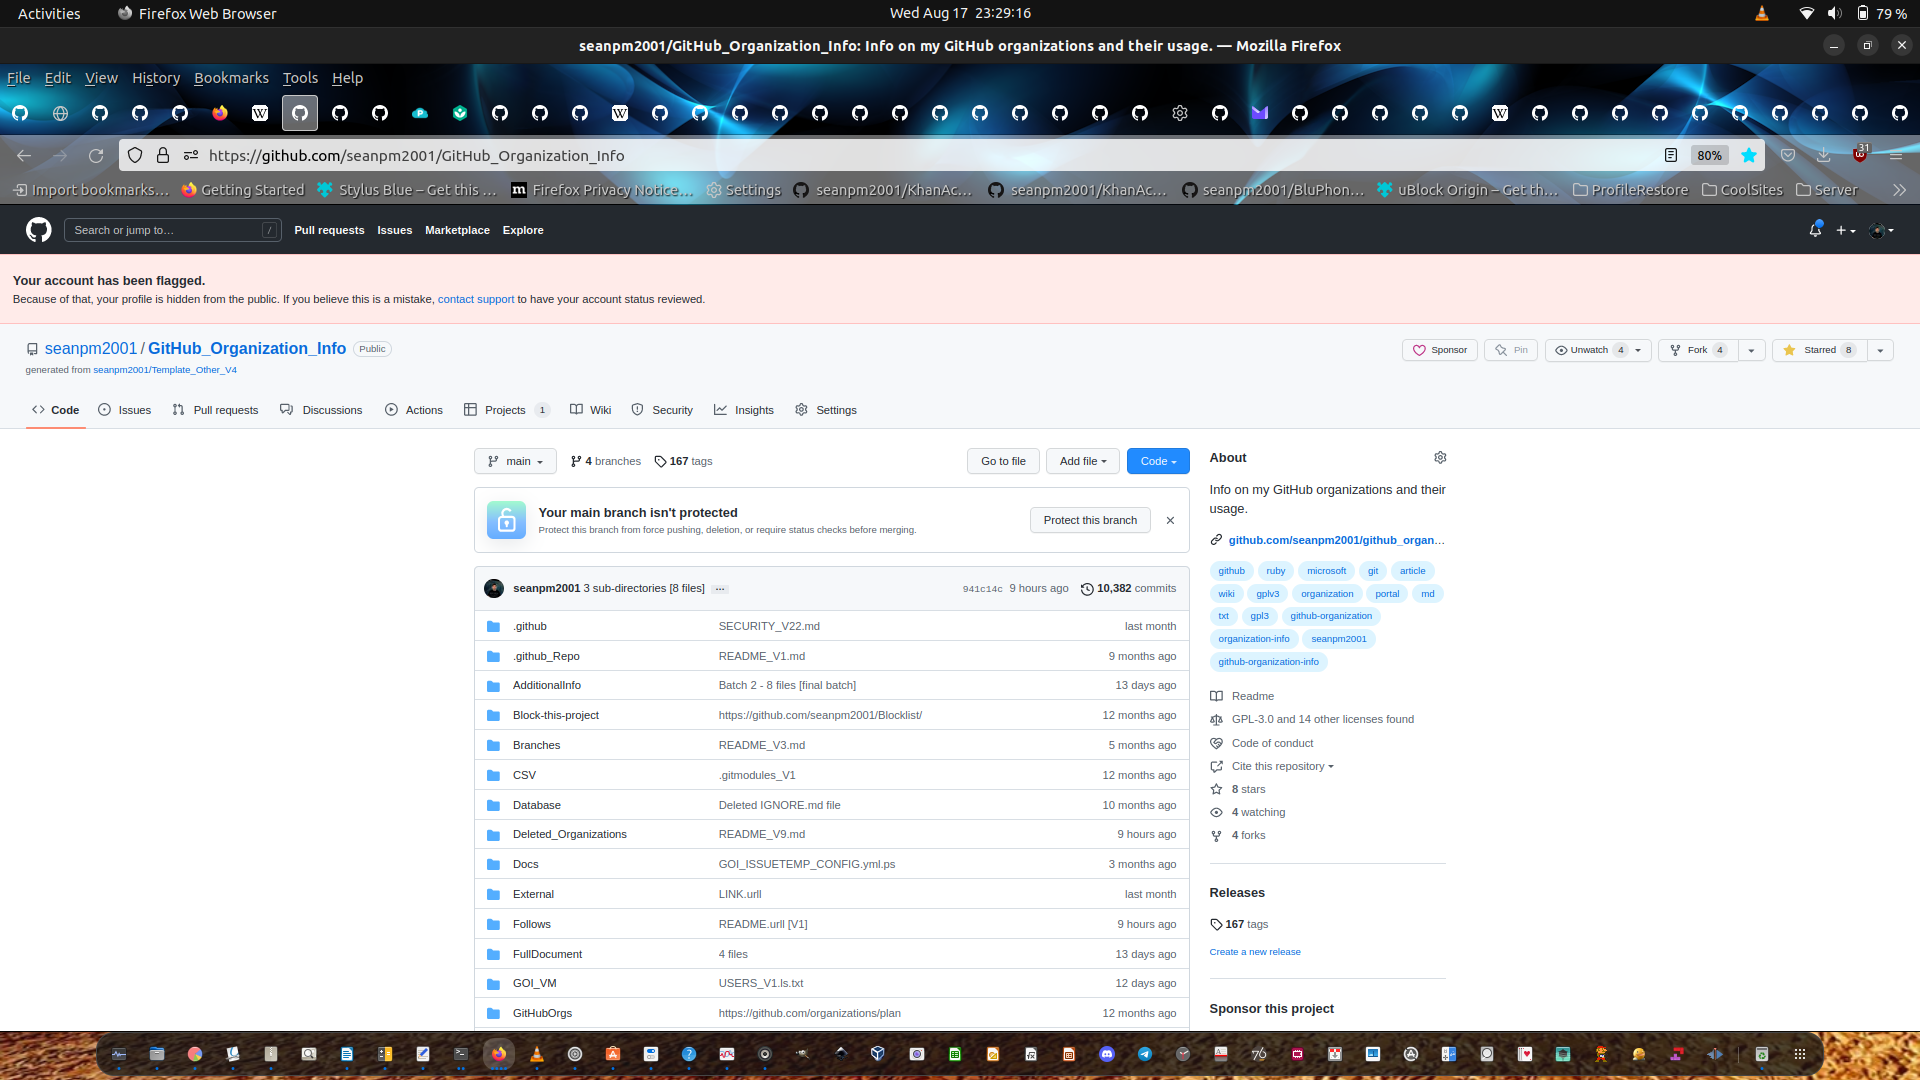 Activities
Firefox Web Browser
Wed Aug 17  23:29:16
79 %
seanpm2001/GitHub_Organization_Info: Info on my GitHub organizations and their usage. — Mozilla Firefox
File Edit View History Bookmarks Tools Help
https://github.com/seanpm2001/GitHub_Organization_Info
80%
31
Import bookmarks…
Getting Started
Stylus Blue – Get this …
Firefox Privacy Notice…
Settings
seanpm2001/KhanAc…
seanpm2001/KhanAc…
seanpm2001/BluPhon…
uBlock Origin – Get th…
ProfileRestore
CoolSites
Server
Search or jump to…
/
Pull requests Issues Marketplace Explore
Your account has been flagged.
Because of that, your profile is hidden from the public. If you believe this is a mistake, contact support to have your account status reviewed.
seanpm2001 / GitHub_Organization_Info Public
generated from seanpm2001/Template_Other_V4
Sponsor
Pin
Unwatch 4
Fork 4
Starred 8
Code
Issues
Pull requests
Discussions
Actions
Projects 1
Wiki
Security
Insights
Settings
main
4 branches
167 tags
Go to file
Add file
Code
Your main branch isn't protected
Protect this branch from force pushing, deletion, or require status checks before merging.
Protect this branch
seanpm2001 3 sub-directories [8 files] …
941c14c 9 hours ago
10,382 commits
.github SECURITY_V22.md last month
.github_Repo README_V1.md 9 months ago
AdditionalInfo Batch 2 - 8 files [final batch] 13 days ago
Block-this-project https://github.com/seanpm2001/Blocklist/ 12 months ago
Branches README_V3.md 5 months ago
CSV .gitmodules_V1 12 months ago
Database Deleted IGNORE.md file 10 months ago
Deleted_Organizations README_V9.md 9 hours ago
Docs GOI_ISSUETEMP_CONFIG.yml.ps 3 months ago
External LINK.urll last month
Follows README.urll [V1] 9 hours ago
FullDocument 4 files 13 days ago
GOI_VM USERS_V1.ls.txt 12 days ago
GitHubOrgs https://github.com/organizations/plan 12 months ago
About
Info on my GitHub organizations and their
usage.
github.com/seanpm2001/github_organ…
github ruby microsoft git article
wiki gplv3 organization portal md
txt gpl3 github-organization
organization-info seanpm2001
github-organization-info
Readme
GPL-3.0 and 14 other licenses found
Code of conduct
Cite this repository
8 stars
4 watching
4 forks
Releases
167 tags
Create a new release
Sponsor this project